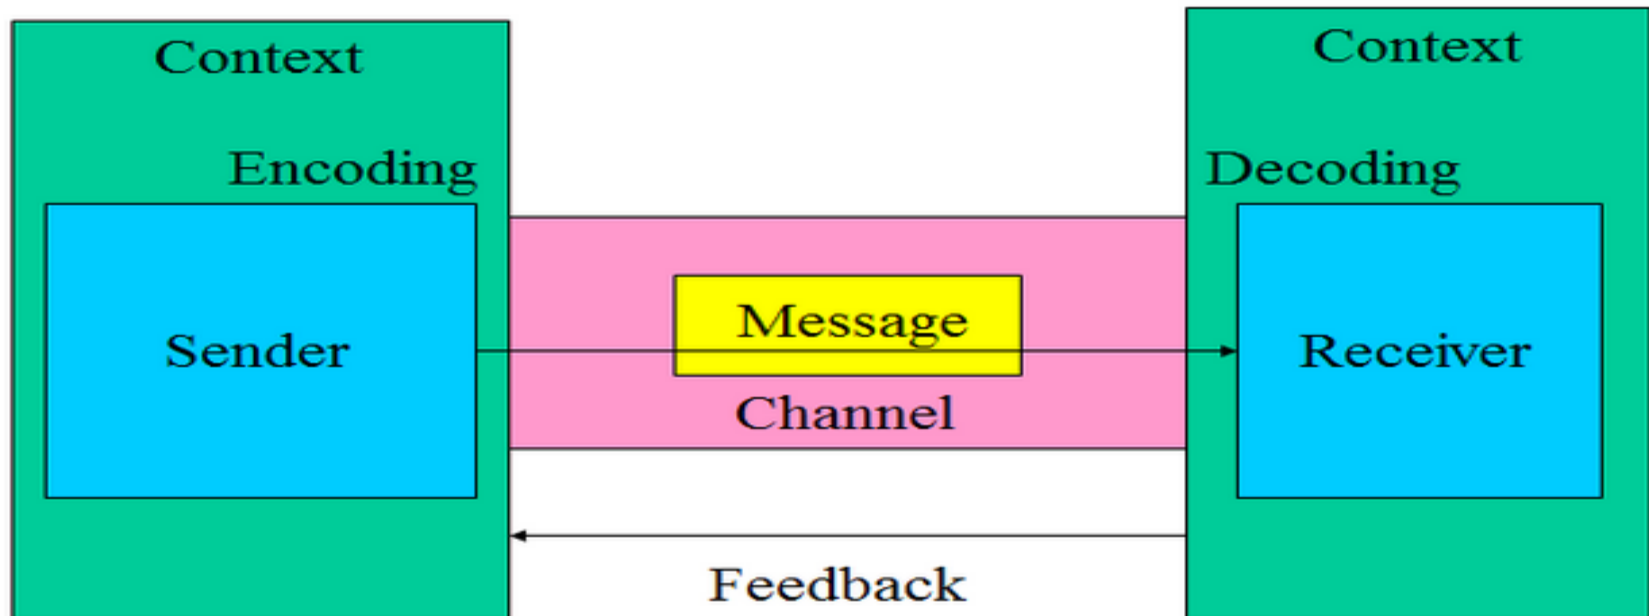 Context
Context
Encoding
Decoding
Sender
Message
Receiver
Channel
Feedback